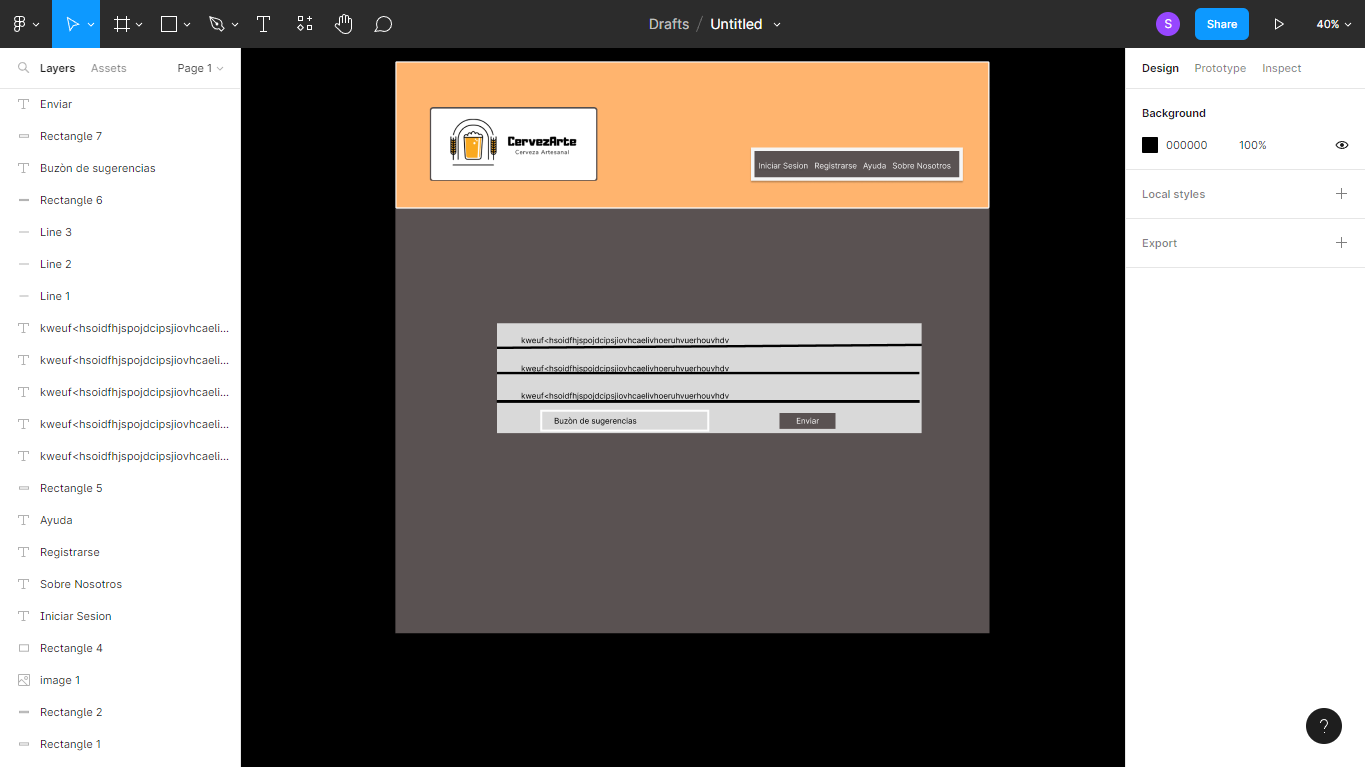 Drafts / Untitled
S
Share
40%
Layers
Assets
Page 1
Enviar
Rectangle 7
Buzòn de sugerencias
Rectangle 6
Line 3
Line 2
Line 1
kweuf<hsoidfhjspojdcipsjiovhcaeli...
kweuf<hsoidfhjspojdcipsjiovhcaeli...
kweuf<hsoidfhjspojdcipsjiovhcaeli...
kweuf<hsoidfhjspojdcipsjiovhcaeli...
kweuf<hsoidfhjspojdcipsjiovhcaeli...
Rectangle 5
Ayuda
Registrarse
Sobre Nosotros
Iniciar Sesion
Rectangle 4
image 1
Rectangle 2
Rectangle 1
CervezArte
Cerveza Artesanal
Iniciar Sesion Registrarse Ayuda Sobre Nosotros
kweuf<hsoidfhjspojdcipsjiovhcaelivhoeruhvuerhouvhdv
kweuf<hsoidfhjspojdcipsjiovhcaelivhoeruhvuerhouvhdv
kweuf<hsoidfhjspojdcipsjiovhcaelivhoeruhvuerhouvhdv
Buzòn de sugerencias
Enviar
Design
Prototype
Inspect
Background
000000
100%
Local styles
Export
?